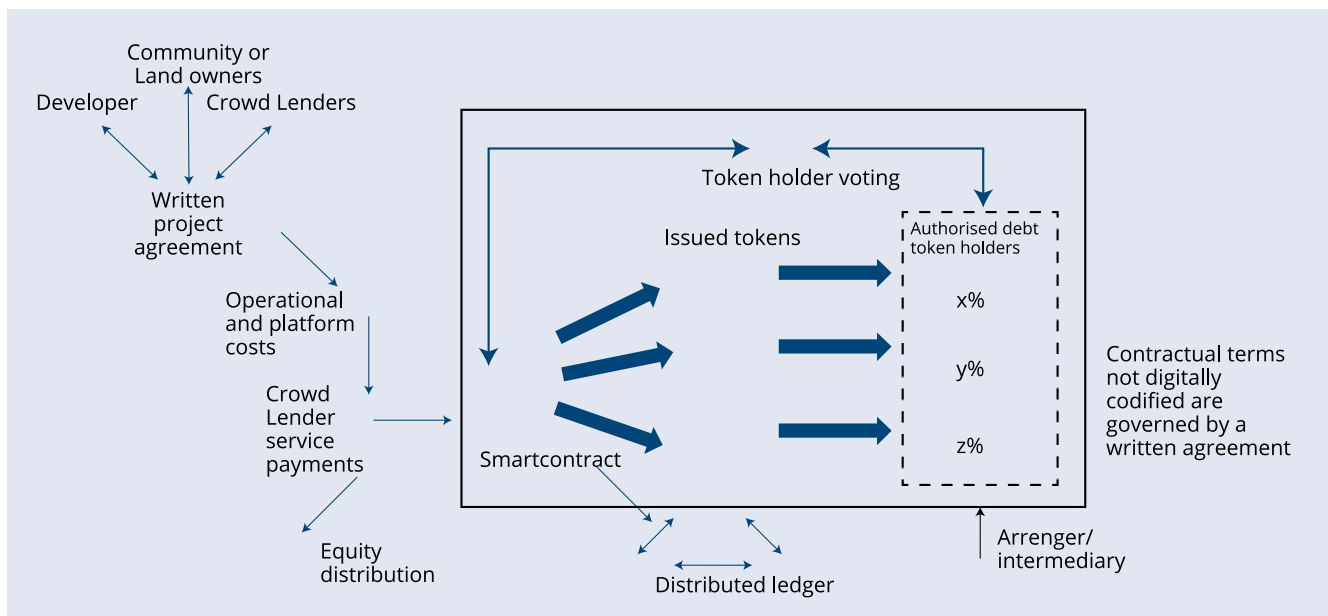 Community or
Land owners
Developer
Crowd Lenders
Written
project
agreement
Operational
and platform
costs
Crowd
Lender
service
payments
Equity
distribution
Token holder voting
Issued tokens
Authorised debt
token holders
x%
y%
z%
Smartcontract
Distributed ledger
Arrenger/
intermediary
Contractual terms
not digitally
codified are
governed by a
written agreement